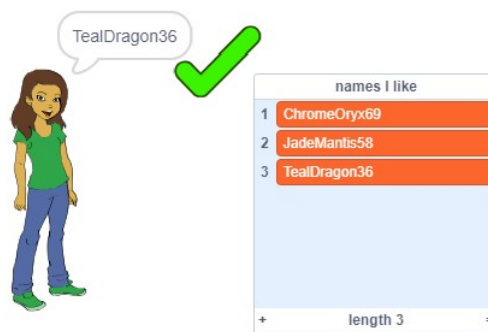 TealDragon36
names I like
1 ChromeOryx69
2 JadeMantis58
3 TealDragon36
+ length 3 =